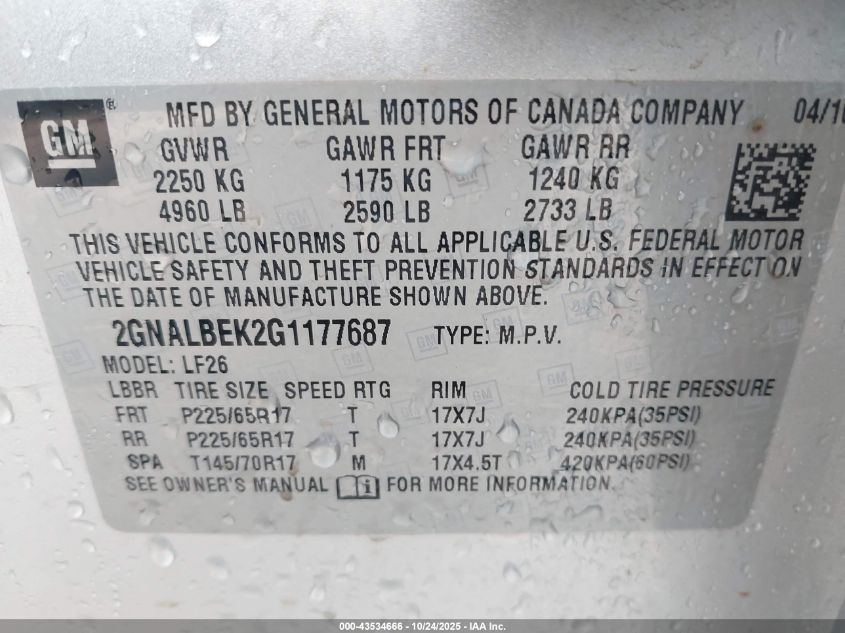 GM ®
MFD BY GENERAL MOTORS OF CANADA COMPANY 04/16
GVWR GAWR FRT GAWR RR
2250 KG 1175 KG 1240 KG
4960 LB 2590 LB 2733 LB
THIS VEHICLE CONFORMS TO ALL APPLICABLE U.S. FEDERAL MOTOR
VEHICLE SAFETY AND THEFT PREVENTION STANDARDS IN EFFECT ON
THE DATE OF MANUFACTURE SHOWN ABOVE.
2GNALBEK2G1177687 TYPE: M.P.V.
MODEL: LF26
LBBR TIRE SIZE SPEED RTG RIM COLD TIRE PRESSURE
FRT P225/65R17 T 17X7J 240KPA(35PSI)
RR P225/65R17 T 17X7J 240KPA(35PSI)
SPA T145/70R17 M 17X4.5T 420KPA(60PSI)
SEE OWNER'S MANUAL FOR MORE INFORMATION.
000-43534666 - 10/24/2025 - IAA Inc.